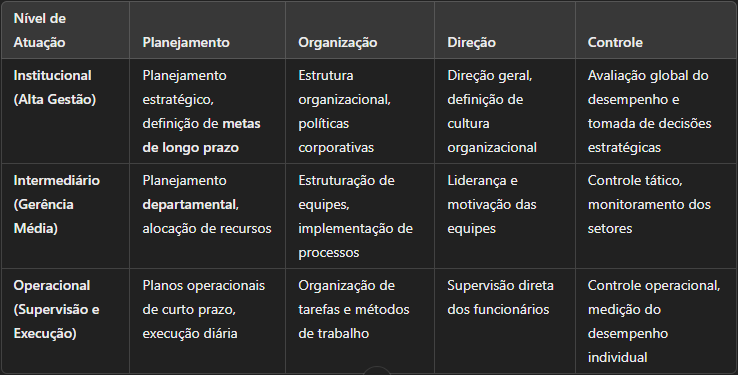 Nível de
Atuação
Planejamento
Organização
Direção
Controle
Institucional
(Alta Gestão)
Planejamento
estratégico,
definição de metas
de longo prazo
Estrutura
organizacional,
políticas
corporativas
Direção geral,
definição de
cultura
organizacional
Avaliação global do
desempenho e
tomada de decisões
estratégicas
Intermediário
(Gerência
Média)
Planejamento
departamental,
alocação de recursos
Estruturação de
equipes,
implementação de
processos
Liderança e
motivação das
equipes
Controle tático,
monitoramento dos
setores
Operacional
(Supervisão e
Execução)
Planos operacionais
de curto prazo,
execução diária
Organização de
tarefas e métodos
de trabalho
Supervisão direta
dos funcionários
Controle operacional,
medição do
desempenho
individual